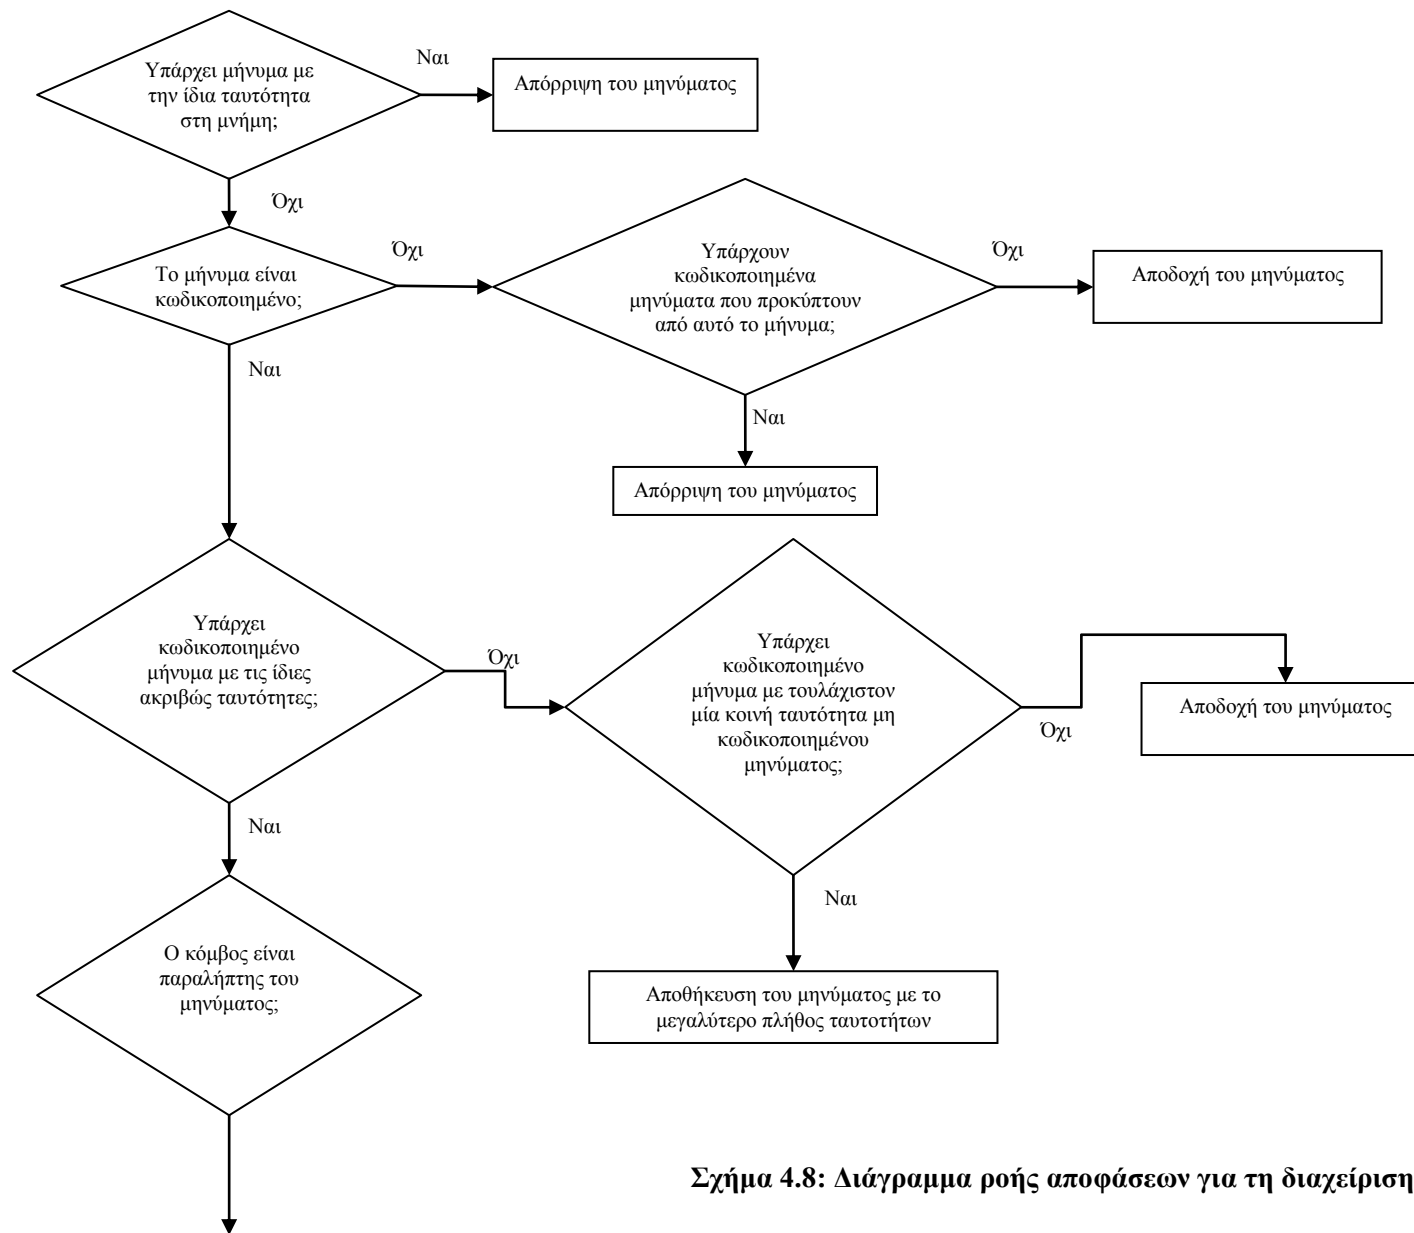 Υπάρχει μήνυμα με
την ίδια ταυτότητα
στη μνήμη;
Ναι
Απόρριψη του μηνύματος
Όχι
Το μήνυμα είναι
κωδικοποιημένο;
Όχι
Υπάρχουν
κωδικοποιημένα
μηνύματα που προκύπτουν
από αυτό το μήνυμα;
Όχι
Αποδοχή του μηνύματος
Ναι
Ναι
Απόρριψη του μηνύματος
Υπάρχει
κωδικοποιημένο
μήνυμα με τις ίδιες
ακριβώς ταυτότητες;
Όχι
Υπάρχει
κωδικοποιημένο
μήνυμα με τουλάχιστον
μία κοινή ταυτότητα μη
κωδικοποιημένου
μηνύματος;
Όχι
Αποδοχή του μηνύματος
Ναι
Ναι
Ο κόμβος είναι
παραλήπτης του
μηνύματος;
Αποθήκευση του μηνύματος με το
μεγαλύτερο πλήθος ταυτοτήτων
Σχήμα 4.8: Διάγραμμα ροής αποφάσεων για τη διαχείριση